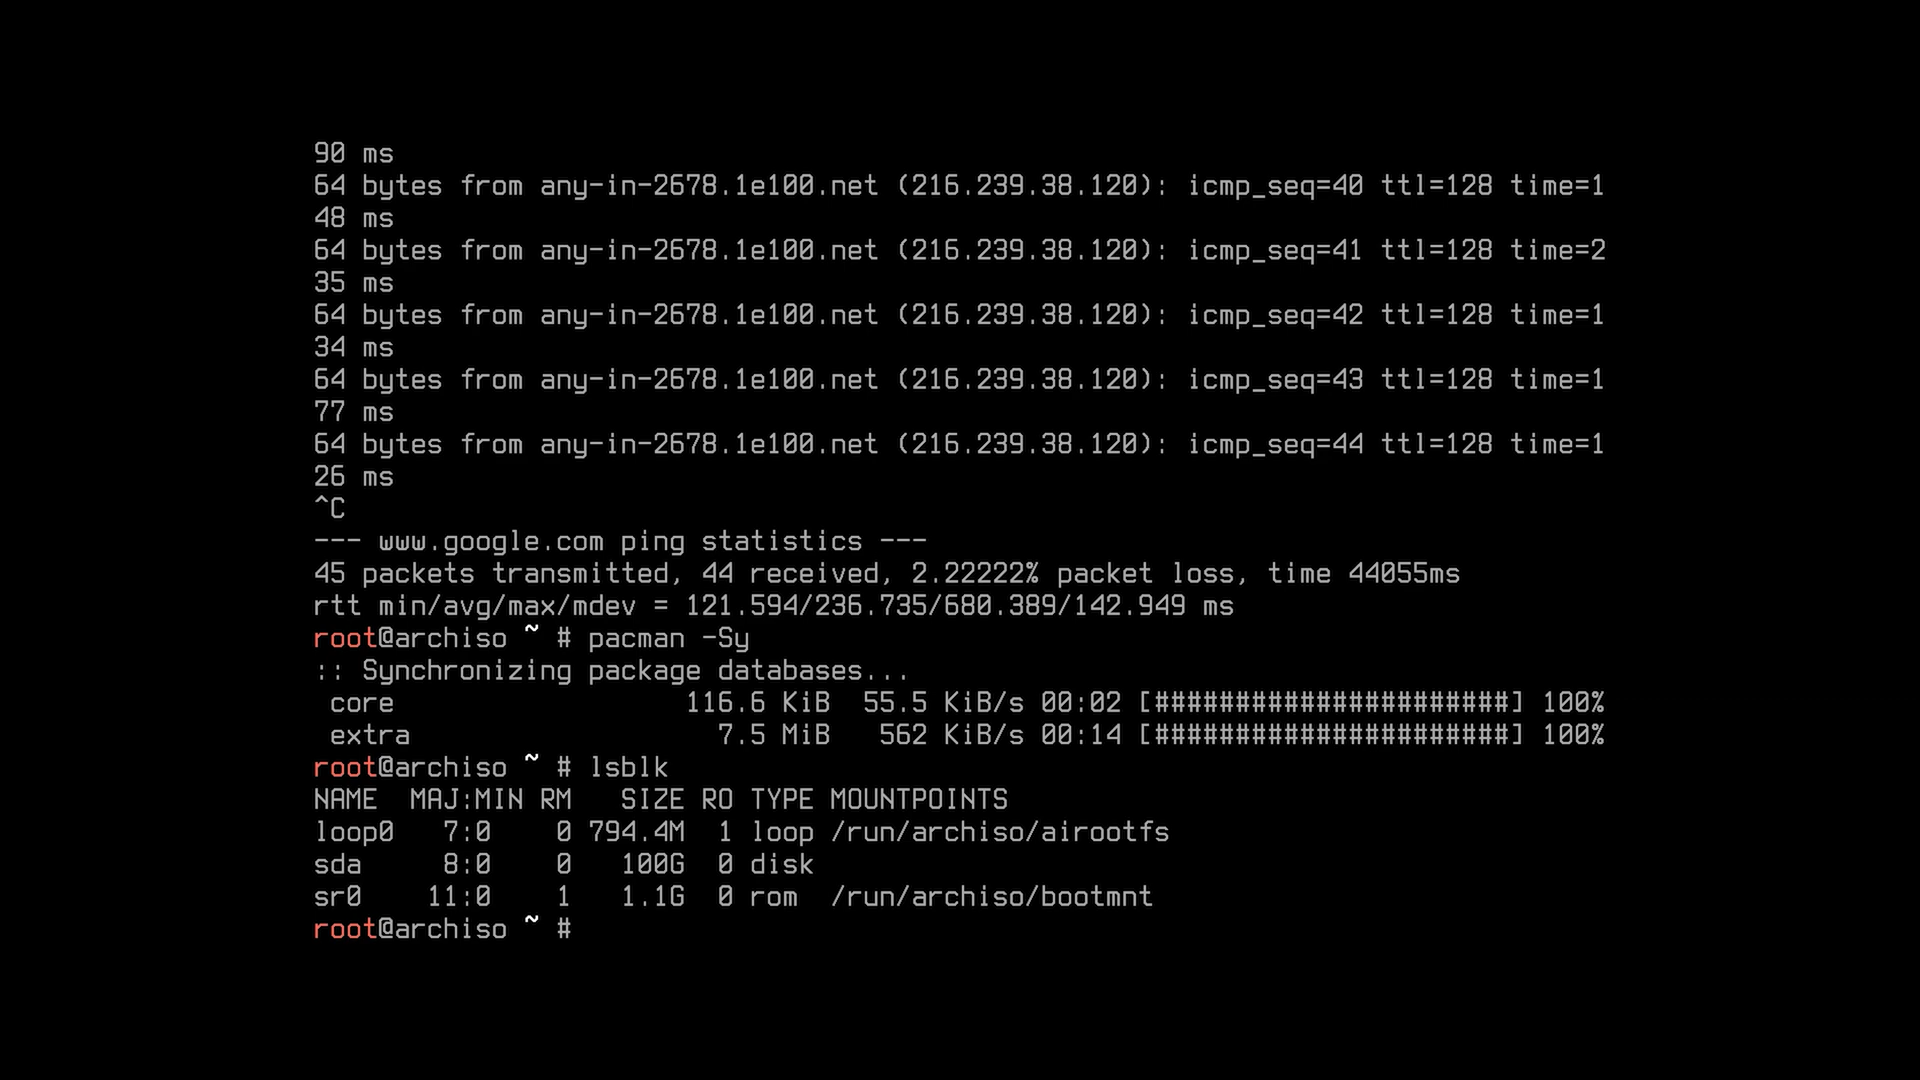 90 ms
64 bytes from any-in-2678.1e100.net (216.239.38.120): icmp_seq=40 ttl=128 time=1
48 ms
64 bytes from any-in-2678.1e100.net (216.239.38.120): icmp_seq=41 ttl=128 time=2
35 ms
64 bytes from any-in-2678.1e100.net (216.239.38.120): icmp_seq=42 ttl=128 time=1
34 ms
64 bytes from any-in-2678.1e100.net (216.239.38.120): icmp_seq=43 ttl=128 time=1
77 ms
64 bytes from any-in-2678.1e100.net (216.239.38.120): icmp_seq=44 ttl=128 time=1
26 ms
^C
--- www.google.com ping statistics ---
45 packets transmitted, 44 received, 2.22222% packet loss, time 44055ms
rtt min/avg/max/mdev = 121.594/236.735/680.389/142.949 ms
root@archiso ~ # pacman -Sy
:: Synchronizing package databases...
 core                  116.6 KiB  55.5 KiB/s 00:02 [######################] 100%
 extra                   7.5 MiB   562 KiB/s 00:14 [######################] 100%
root@archiso ~ # lsblk
NAME  MAJ:MIN RM   SIZE RO TYPE MOUNTPOINTS
loop0   7:0    0 794.4M  1 loop /run/archiso/airootfs
sda     8:0    0   100G  0 disk
sr0    11:0    1   1.1G  0 rom  /run/archiso/bootmnt
root@archiso ~ #